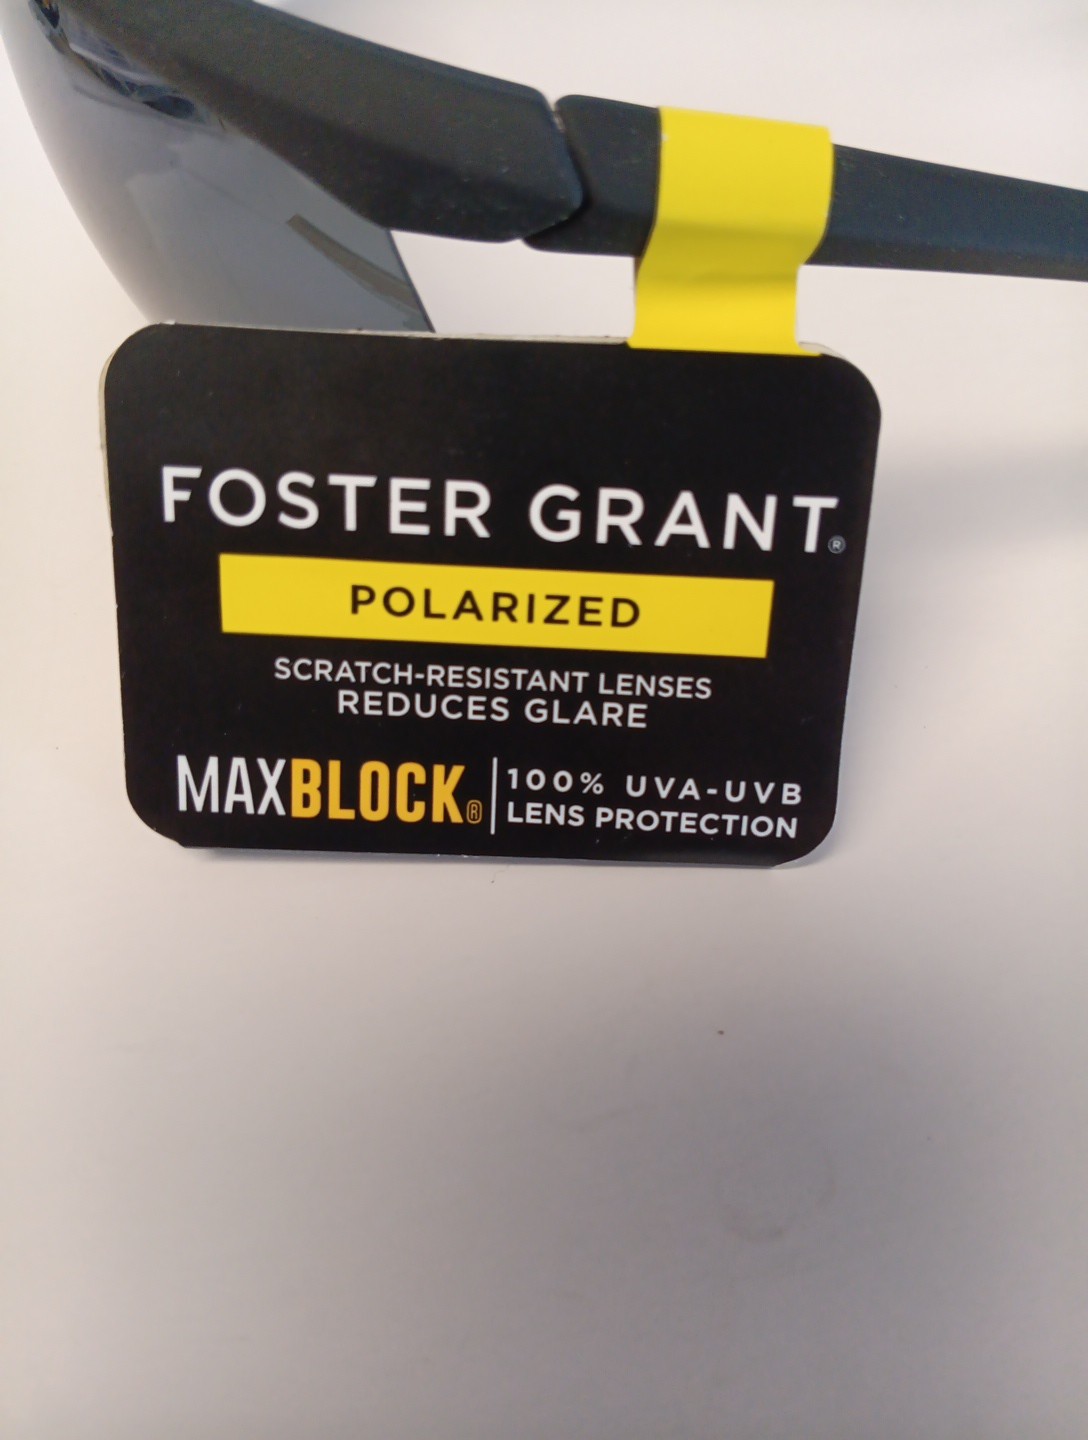 FOSTER GRANT®
POLARIZED
SCRATCH-RESISTANT LENSES
REDUCES GLARE
MAXBLOCK®
100% UVA-UVB
LENS PROTECTION